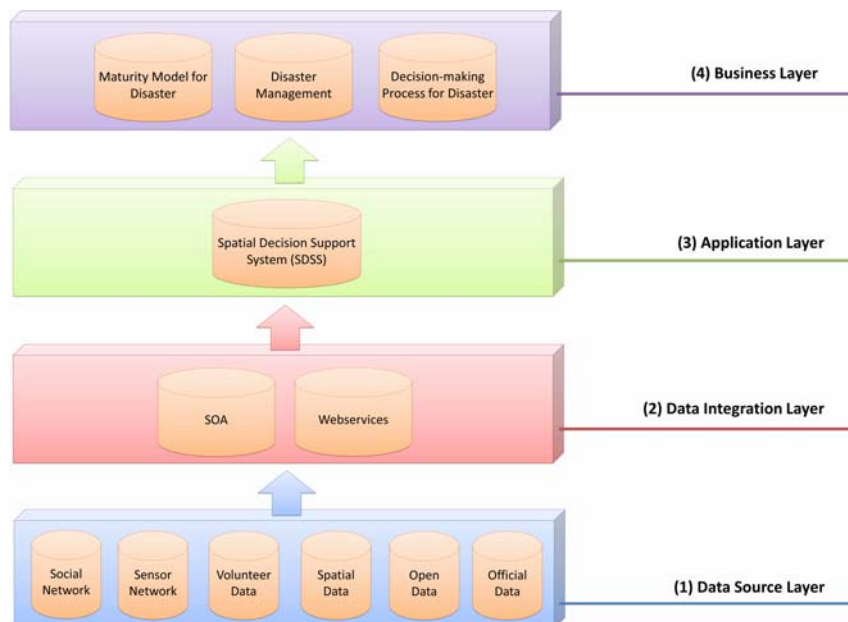 Maturity Model for
Disaster
Disaster
Management
Decision-making
Process for Disaster
(4) Business Layer
Spatial Decision Support
System (SDSS)
(3) Application Layer
SOA
Webservices
(2) Data Integration Layer
Social
Network
Sensor
Network
Volunteer
Data
Spatial
Data
Open
Data
Official
Data
(1) Data Source Layer